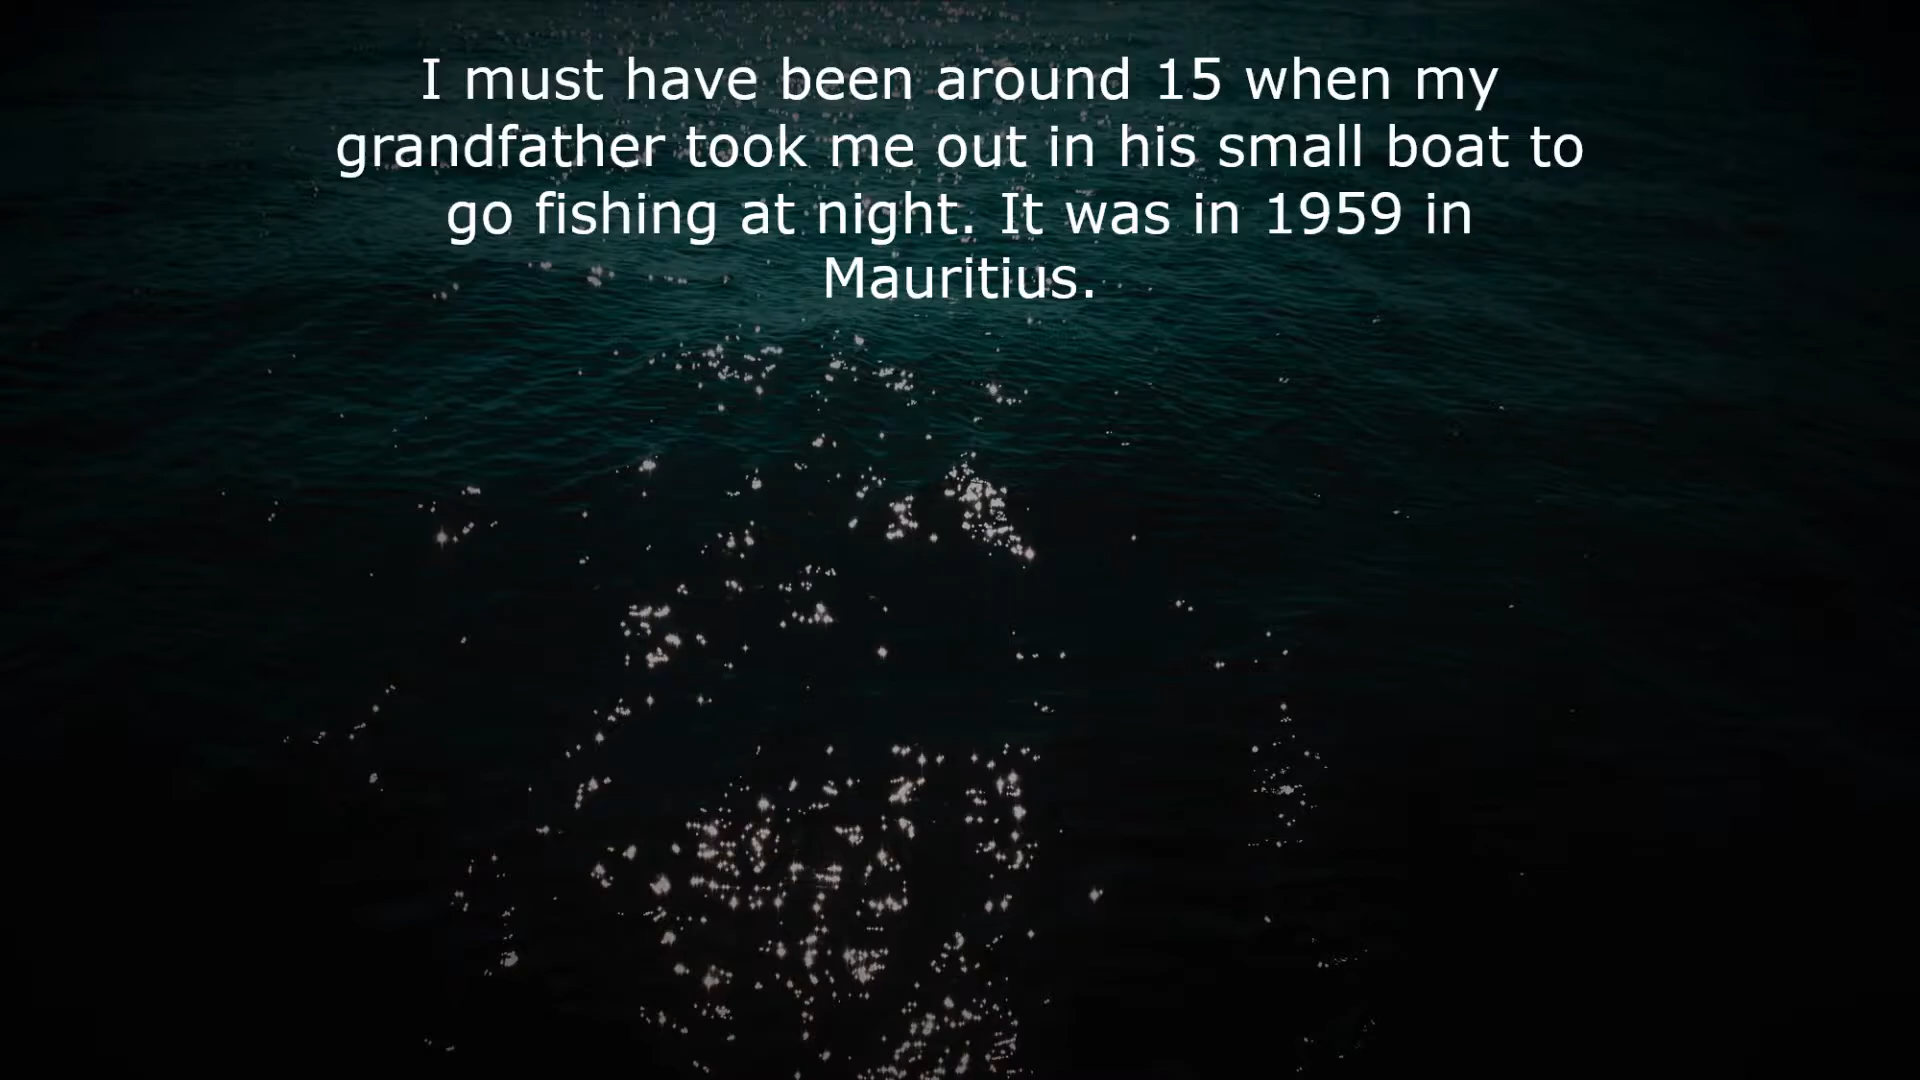 I must have been around 15 when my
grandfather took me out in his small boat to
go fishing at night. It was in 1959 in
Mauritius.